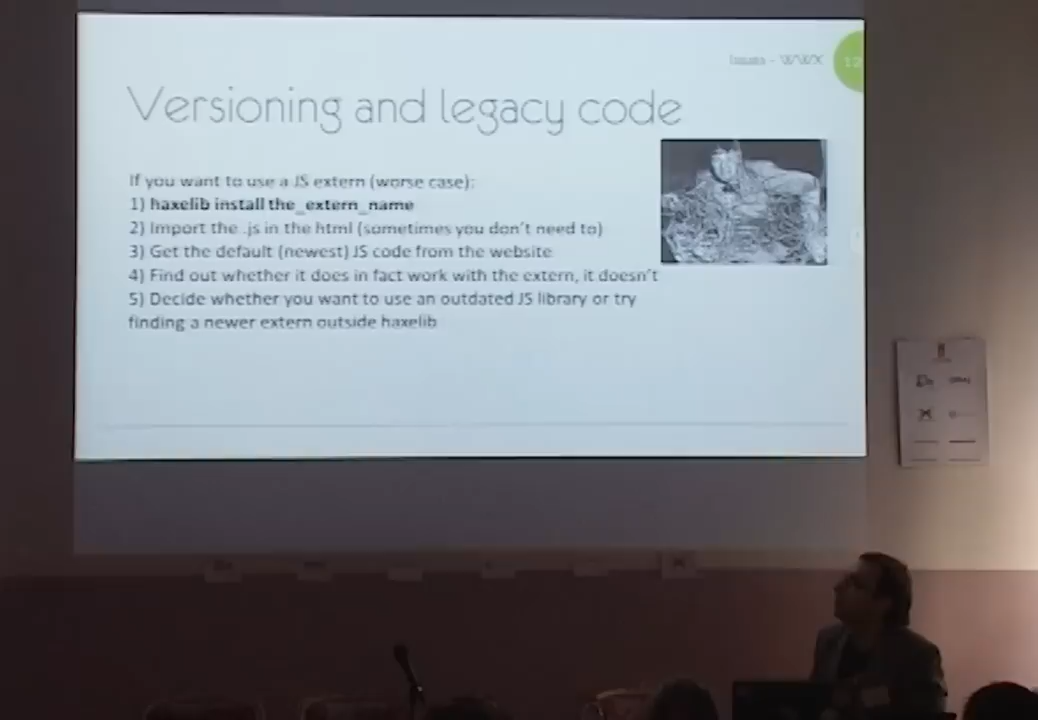 Issues - WWX
12
Versioning and legacy code
If you want to use a JS extern (worse case):
1) haxelib install the_extern_name
2) Import the .js in the html (sometimes you don't need to)
3) Get the default (newest) JS code from the website
4) Find out whether it does in fact work with the extern, it doesn't
5) Decide whether you want to use an outdated JS library or try
finding a newer extern outside haxelib